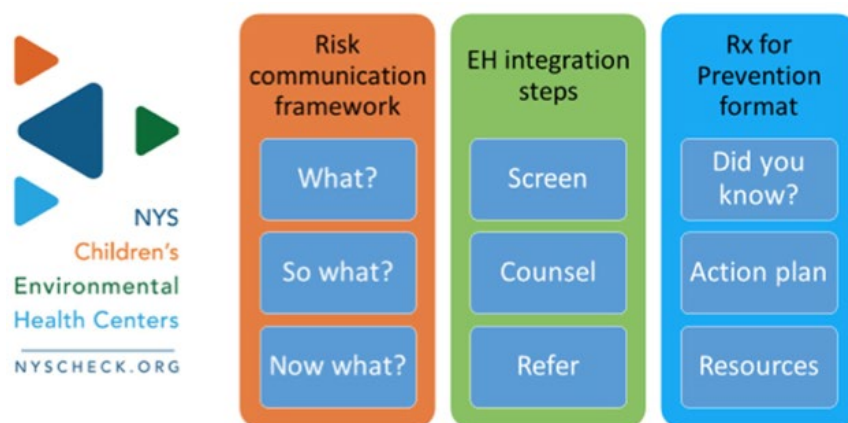 NYS
Children's
Environmental
Health Centers
NYSCHECK.ORG
Risk
communication
framework
What?
So what?
Now what?
EH integration
steps
Screen
Counsel
Refer
Rx for
Prevention
format
Did you
know?
Action plan
Resources